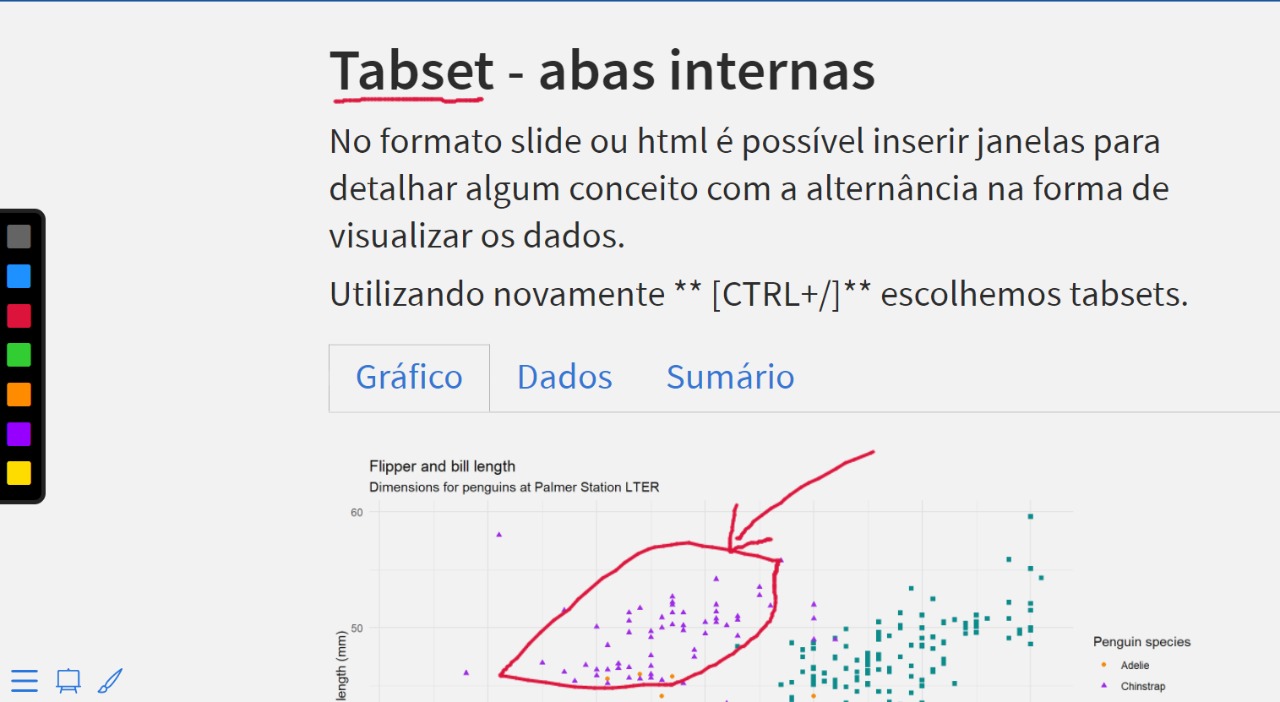 Tabset - abas internas
No formato slide ou html é possível inserir janelas para
detalhar algum conceito com a alternância na forma de
visualizar os dados.
Utilizando novamente ** [CTRL+/]** escolhemos tabsets.
Gráfico Dados Sumário
Flipper and bill length
Dimensions for penguins at Palmer Station LTER
60
50
length (mm)
Penguin species
Adelie
Chinstrap